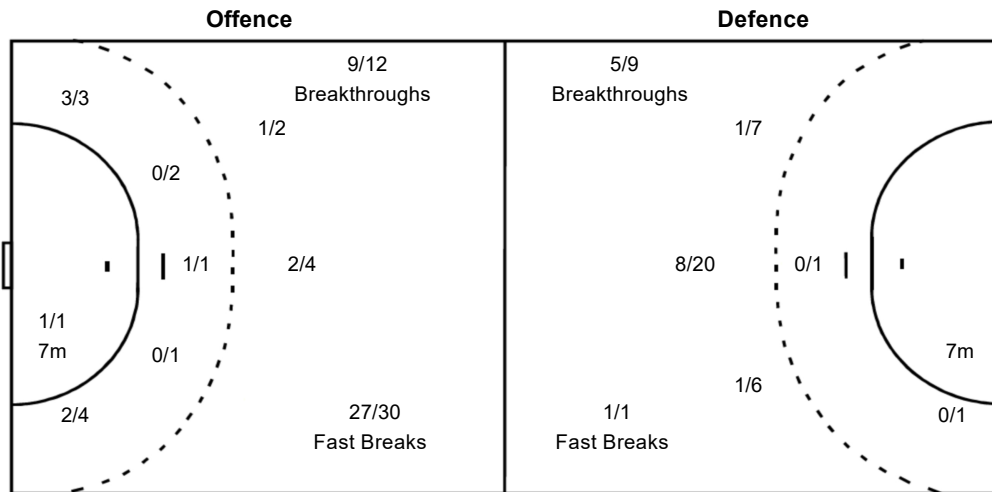 Offence
Defence
9/12
Breakthroughs
5/9
Breakthroughs
3/3
1/2
1/7
0/2
1/1
2/4
8/20
0/1
1/1
7m
0/1
7m
2/4
27/30
Fast Breaks
1/1
Fast Breaks
1/6
0/1